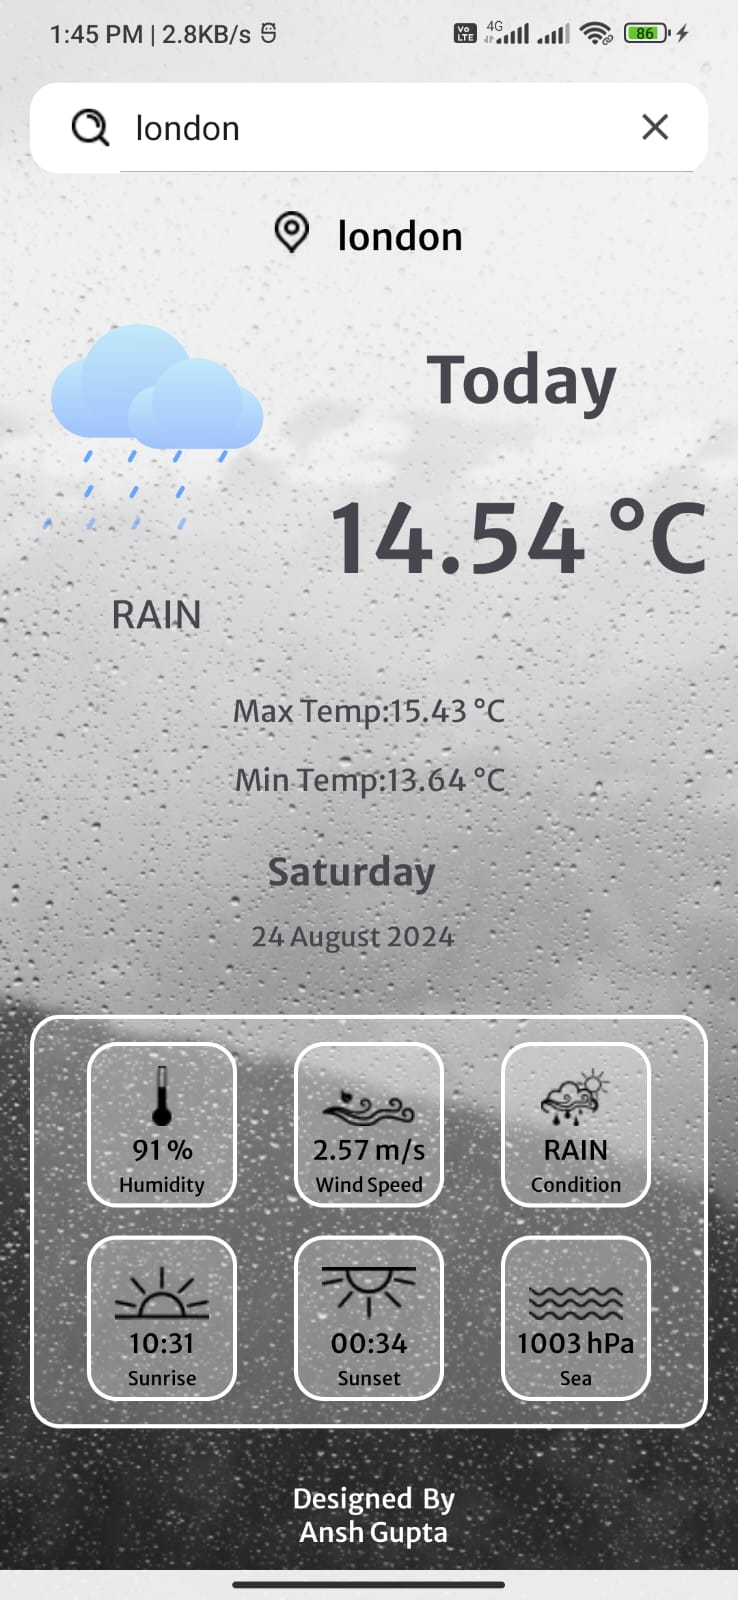 1:45 PM | 2.8KB/s
Vo LTE 4G 86
london
london
Today
14.54 °C
RAIN
Max Temp:15.43 °C
Min Temp:13.64 °C
Saturday
24 August 2024
91 % 2.57 m/s RAIN
Humidity Wind Speed Condition
10:31 00:34 1003 hPa
Sunrise Sunset Sea
Designed By
Ansh Gupta